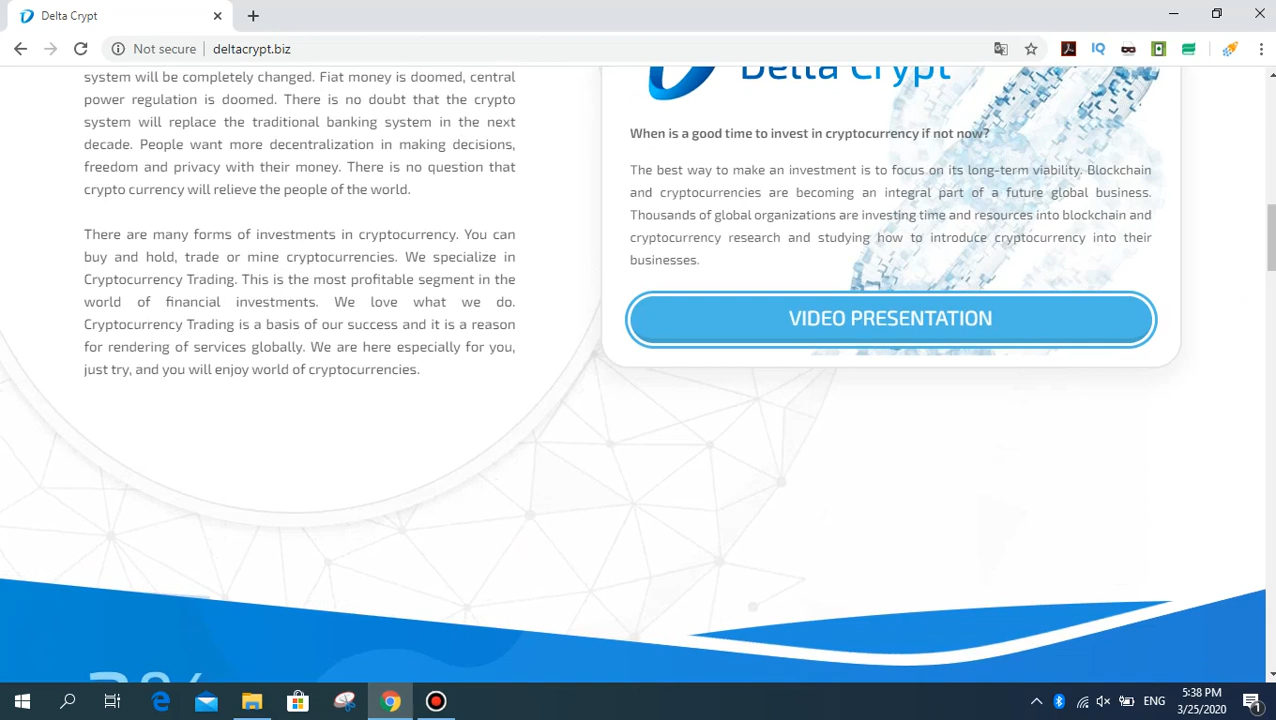 Delta Crypt
Not secure
deltacrypt.biz
system will be completely changed. Fiat money is doomed, central
power regulation is doomed. There is no doubt that the crypto
system will replace the traditional banking system in the next
decade. People want more decentralization in making decisions,
freedom and privacy with their money. There is no question that
crypto currency will relieve the people of the world.
There are many forms of investments in cryptocurrency. You can
buy and hold, trade or mine cryptocurrencies. We specialize in
Cryptocurrency Trading. This is the most profitable segment in the
world of financial investments. We love what we do.
Cryptocurrency Trading is a basis of our success and it is a reason
for rendering of services globally. We are here especially for you,
just try, and you will enjoy world of cryptocurrencies.
Delta Crypt
When is a good time to invest in cryptocurrency if not now?
The best way to make an investment is to focus on its long-term viability. Blockchain
and cryptocurrencies are becoming an integral part of a future global business.
Thousands of global organizations are investing time and resources into blockchain and
cryptocurrency research and studying how to introduce cryptocurrency into their
businesses.
VIDEO PRESENTATION
3%
ENG
5:38 PM
3/25/2020
1